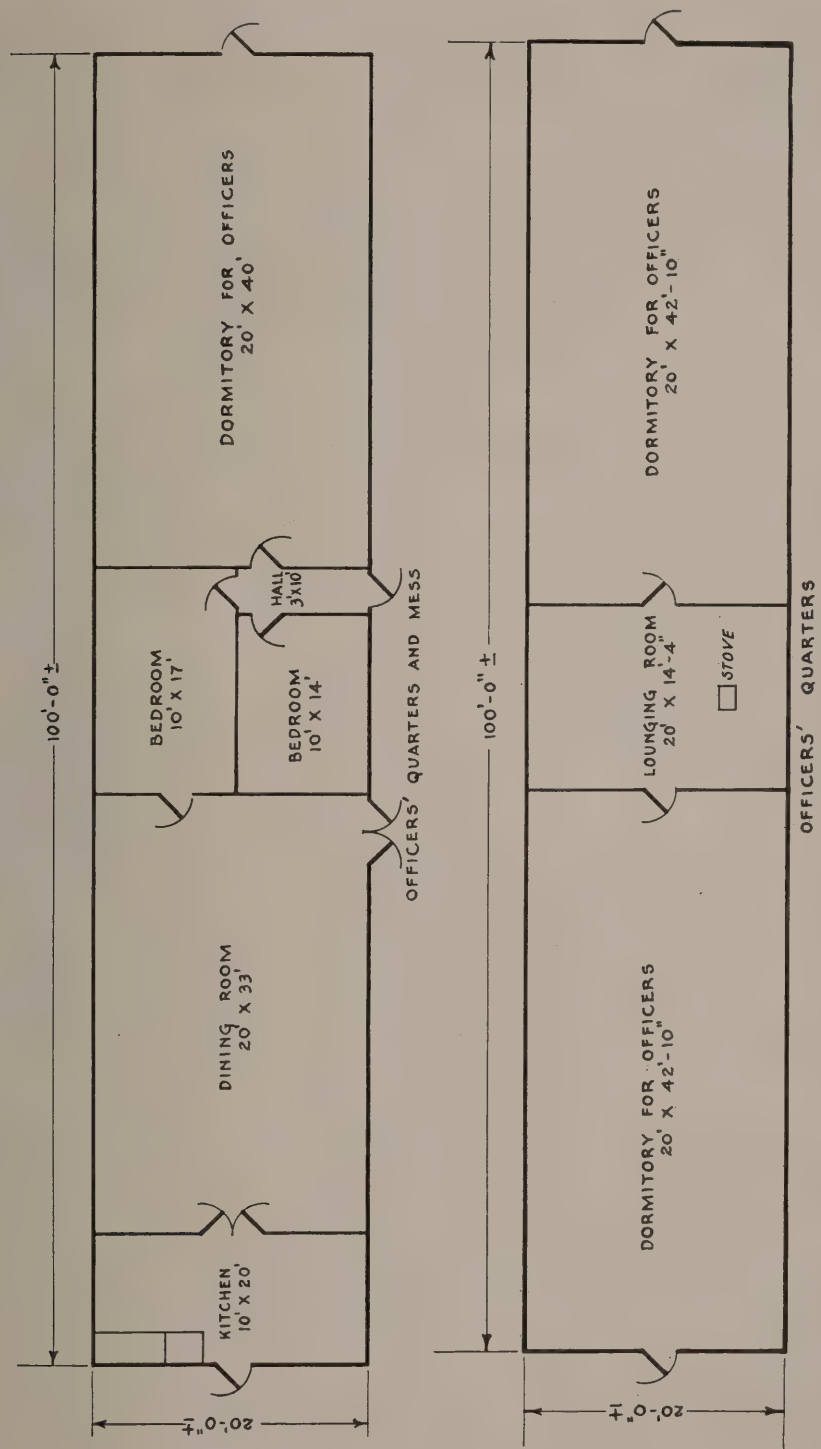 100'-0" ±
20'-0" ±
KITCHEN
10' X 20'
DINING ROOM
20' X 33'
BEDROOM
10' X 17'
BEDROOM
10' X 14'
HALL
3' X 10'
DORMITORY FOR OFFICERS
20' X 40'
OFFICERS' QUARTERS AND MESS
100'-0" ±
20'-0" ±
DORMITORY FOR OFFICERS
20' X 42'-10"
LOUNGING ROOM
20' X 14'-4"
STOVE
DORMITORY FOR OFFICERS
20' X 42'-10"
OFFICERS' QUARTERS